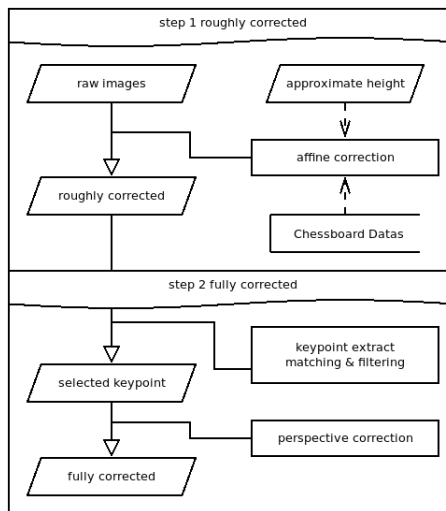 step 1 roughly corrected
raw images
approximate height
affine correction
roughly corrected
Chessboard Datas
step 2 fully corrected
keypoint extract
matching & filtering
selected keypoint
perspective correction
fully corrected